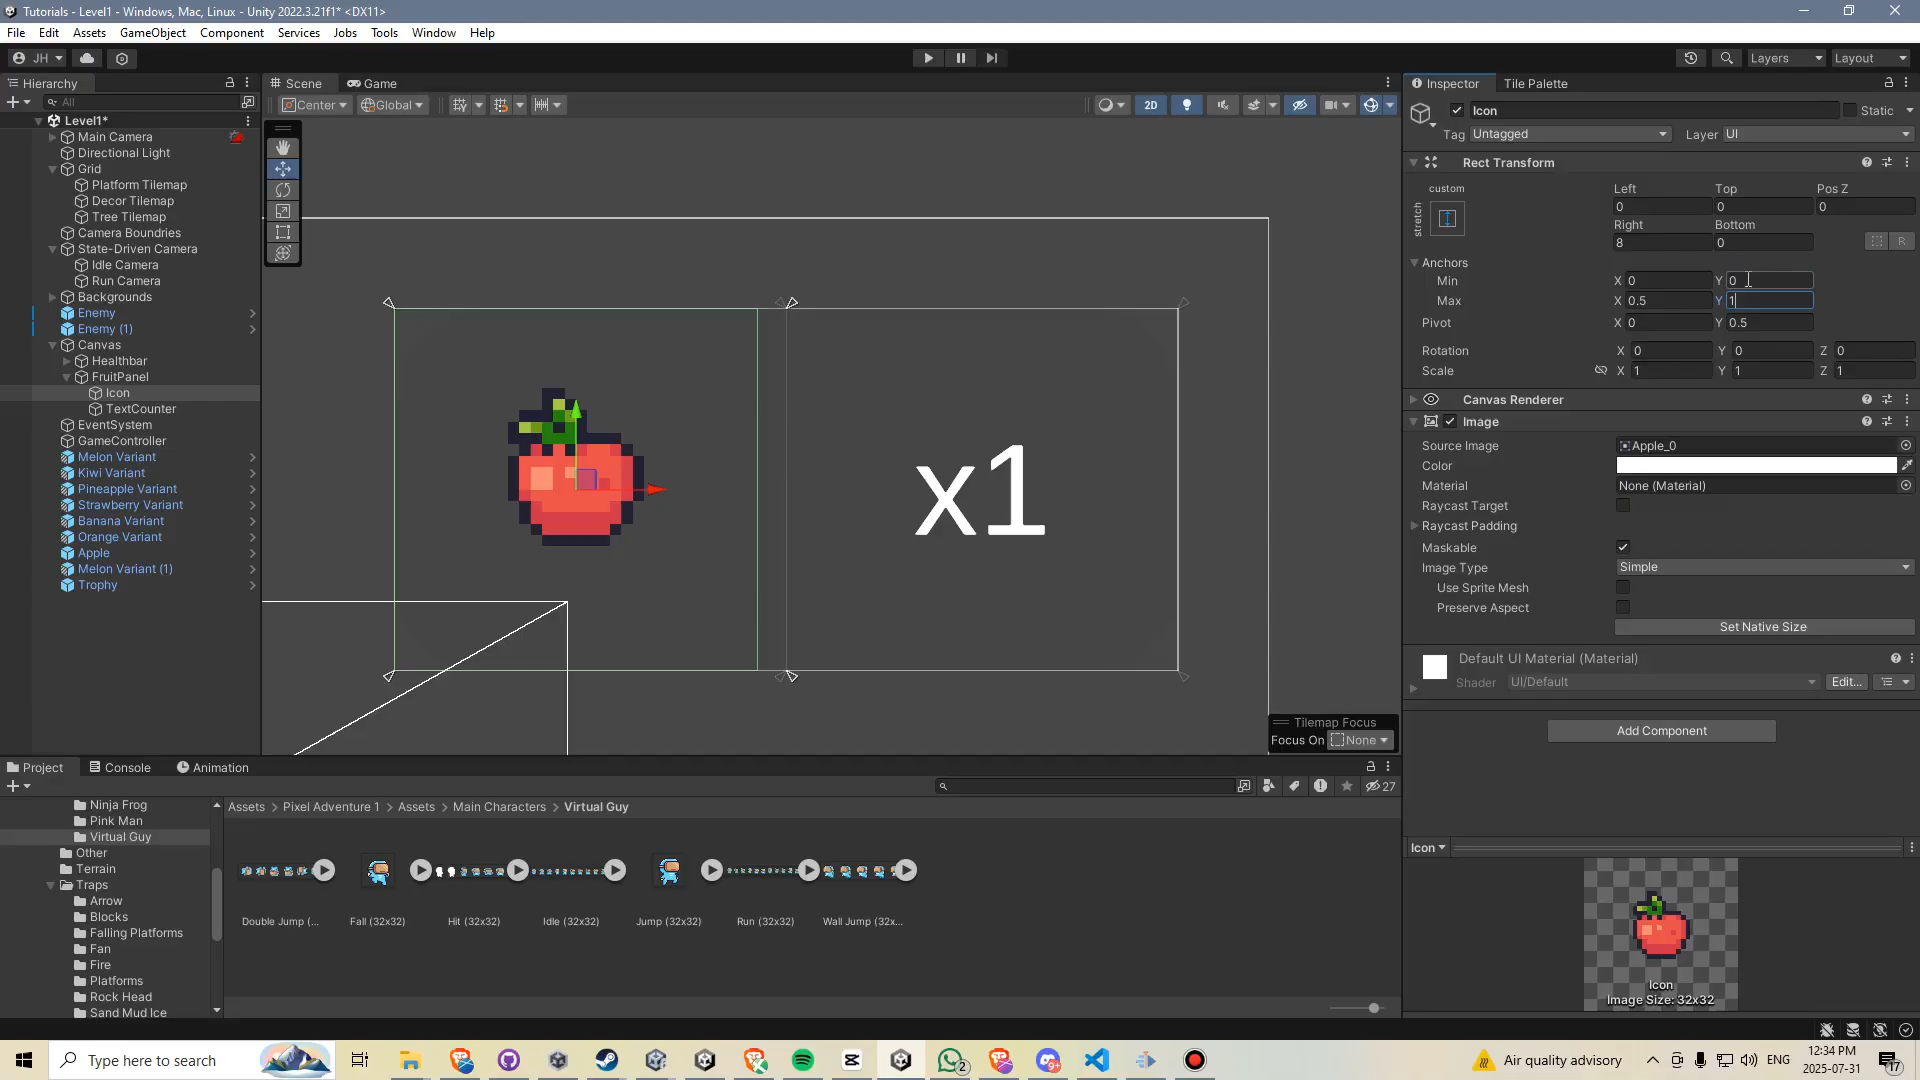 Tutorials - Level1 - Windows, Mac, Linux - Unity 2022.3.21f1* <DX11>
File Edit Assets GameObject Component Services Jobs Tools Window Help
JH Layers Layout
Hierarchy
All
Level1*
Main Camera
Directional Light
Grid
Platform Tilemap
Decor Tilemap
Tree Tilemap
Camera Boundries
State-Driven Camera
Idle Camera
Run Camera
Backgrounds
Enemy
Enemy (1)
Canvas
Healthbar
FruitPanel
Icon
TextCounter
EventSystem
GameController
Melon Variant
Kiwi Variant
Pineapple Variant
Strawberry Variant
Banana Variant
Orange Variant
Apple
Melon Variant (1)
Trophy
Scene Game
Center Global 2D
x1
Tilemap Focus
Focus On None
Inspector Tile Palette
Icon Static
Tag Untagged Layer UI
Rect Transform
custom
stretch
Left Top Pos Z
0 0 0
Right Bottom
8 0 R
Anchors
Min X 0 Y 0
Max X 0.5 Y 1
Pivot X 0 Y 0.5
Rotation X 0 Y 0 Z 0
Scale X 1 Y 1 Z 1
Canvas Renderer
Image
Source Image Apple_0
Color
Material None (Material)
Raycast Target
Raycast Padding
Maskable
Image Type Simple
Use Sprite Mesh
Preserve Aspect
Set Native Size
Default UI Material (Material)
Shader UI/Default Edit...
Add Component
Icon
Icon
Image Size: 32x32
Project Console Animation
27
Ninja Frog
Pink Man
Virtual Guy
Other
Terrain
Traps
Arrow
Blocks
Falling Platforms
Fan
Fire
Platforms
Rock Head
Sand Mud Ice
Assets > Pixel Adventure 1 > Assets > Main Characters > Virtual Guy
Double Jump (... Fall (32x32) Hit (32x32) Idle (32x32) Jump (32x32) Run (32x32) Wall Jump (32x...
Type here to search
2
9+
Air quality advisory
ENG
12:34 PM
2025-07-31
17